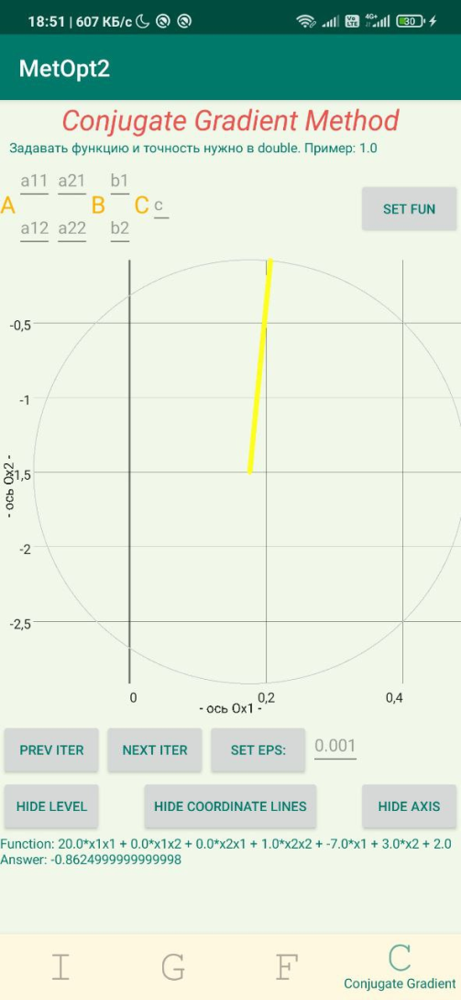 18:51 | 607 КБ/с
Vo LTE 4G+ 30
MetOpt2
Conjugate Gradient Method
Задавать функцию и точность нужно в double. Пример: 1.0
a11 a21 b1
A B C c
SET FUN
a12 a22 b2
-0,5
-1
-1,5
-2
-2,5
- ось Ox2 -
0 0,2 0,4
- ось Ox1 -
PREV ITER NEXT ITER SET EPS: 0.001
HIDE LEVEL HIDE COORDINATE LINES HIDE AXIS
Function: 20.0*x1x1 + 0.0*x1x2 + 0.0*x2x1 + 1.0*x2x2 + -7.0*x1 + 3.0*x2 + 2.0
Answer: -0.8624999999999998
I G F C
Conjugate Gradient